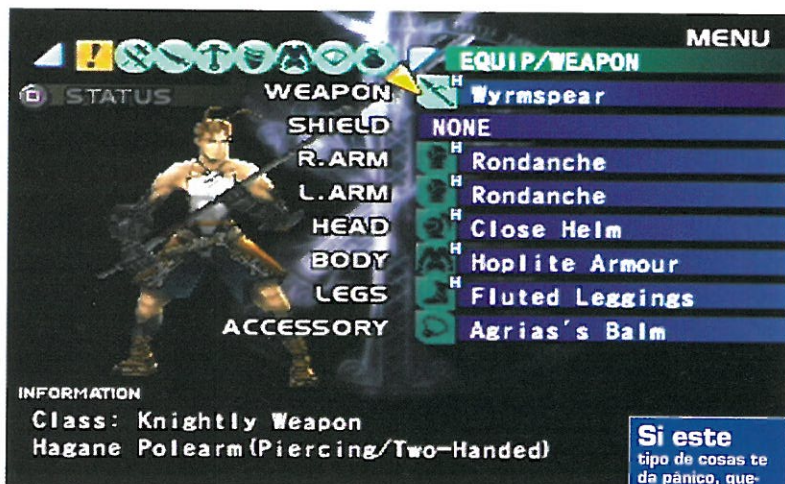 MENU
EQUIP/WEAPON
STATUS
WEAPON
H
Wyrmspear
SHIELD
NONE
R.ARM
H
Rondanche
L.ARM
H
Rondanche
HEAD
H
Close Helm
BODY
H
Hoplite Armour
LEGS
H
Fluted Leggings
ACCESSORY
Agrias's Balm
INFORMATION
Class: Knightly Weapon
Hagane Polearm(Piercing/Two-Handed)
Si este
tipo de cosas te
da pánico, que-